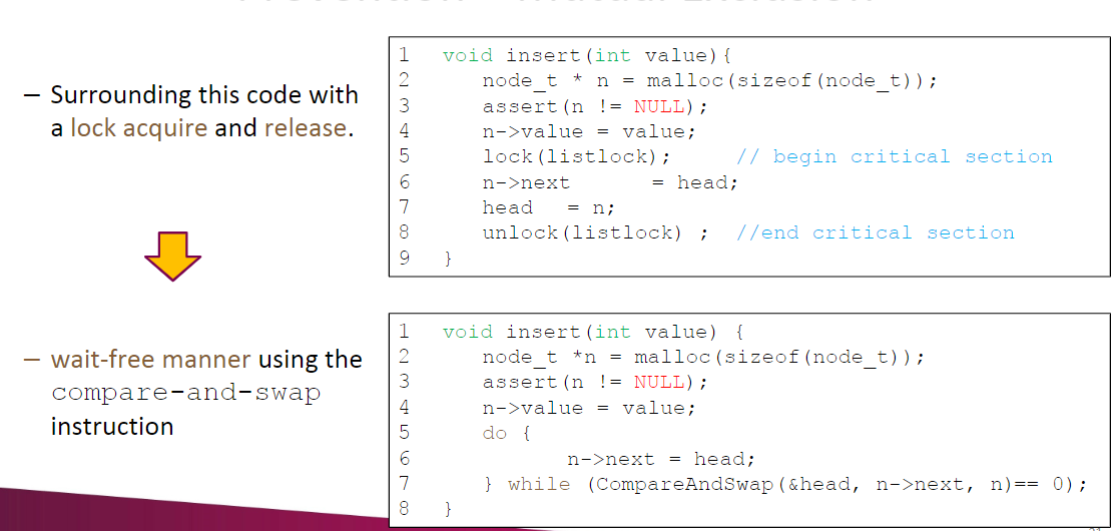 – Surrounding this code with
a lock acquire and release.
1 void insert(int value){
2 node_t * n = malloc(sizeof(node_t));
3 assert(n != NULL);
4 n->value = value;
5 lock(listlock); // begin critical section
6 n->next = head;
7 head = n;
8 unlock(listlock) ; //end critical section
9 }
– wait-free manner using the
compare-and-swap
instruction
1 void insert(int value) {
2 node_t *n = malloc(sizeof(node_t));
3 assert(n != NULL);
4 n->value = value;
5 do {
6 n->next = head;
7 } while (CompareAndSwap(&head, n->next, n)== 0);
8 }